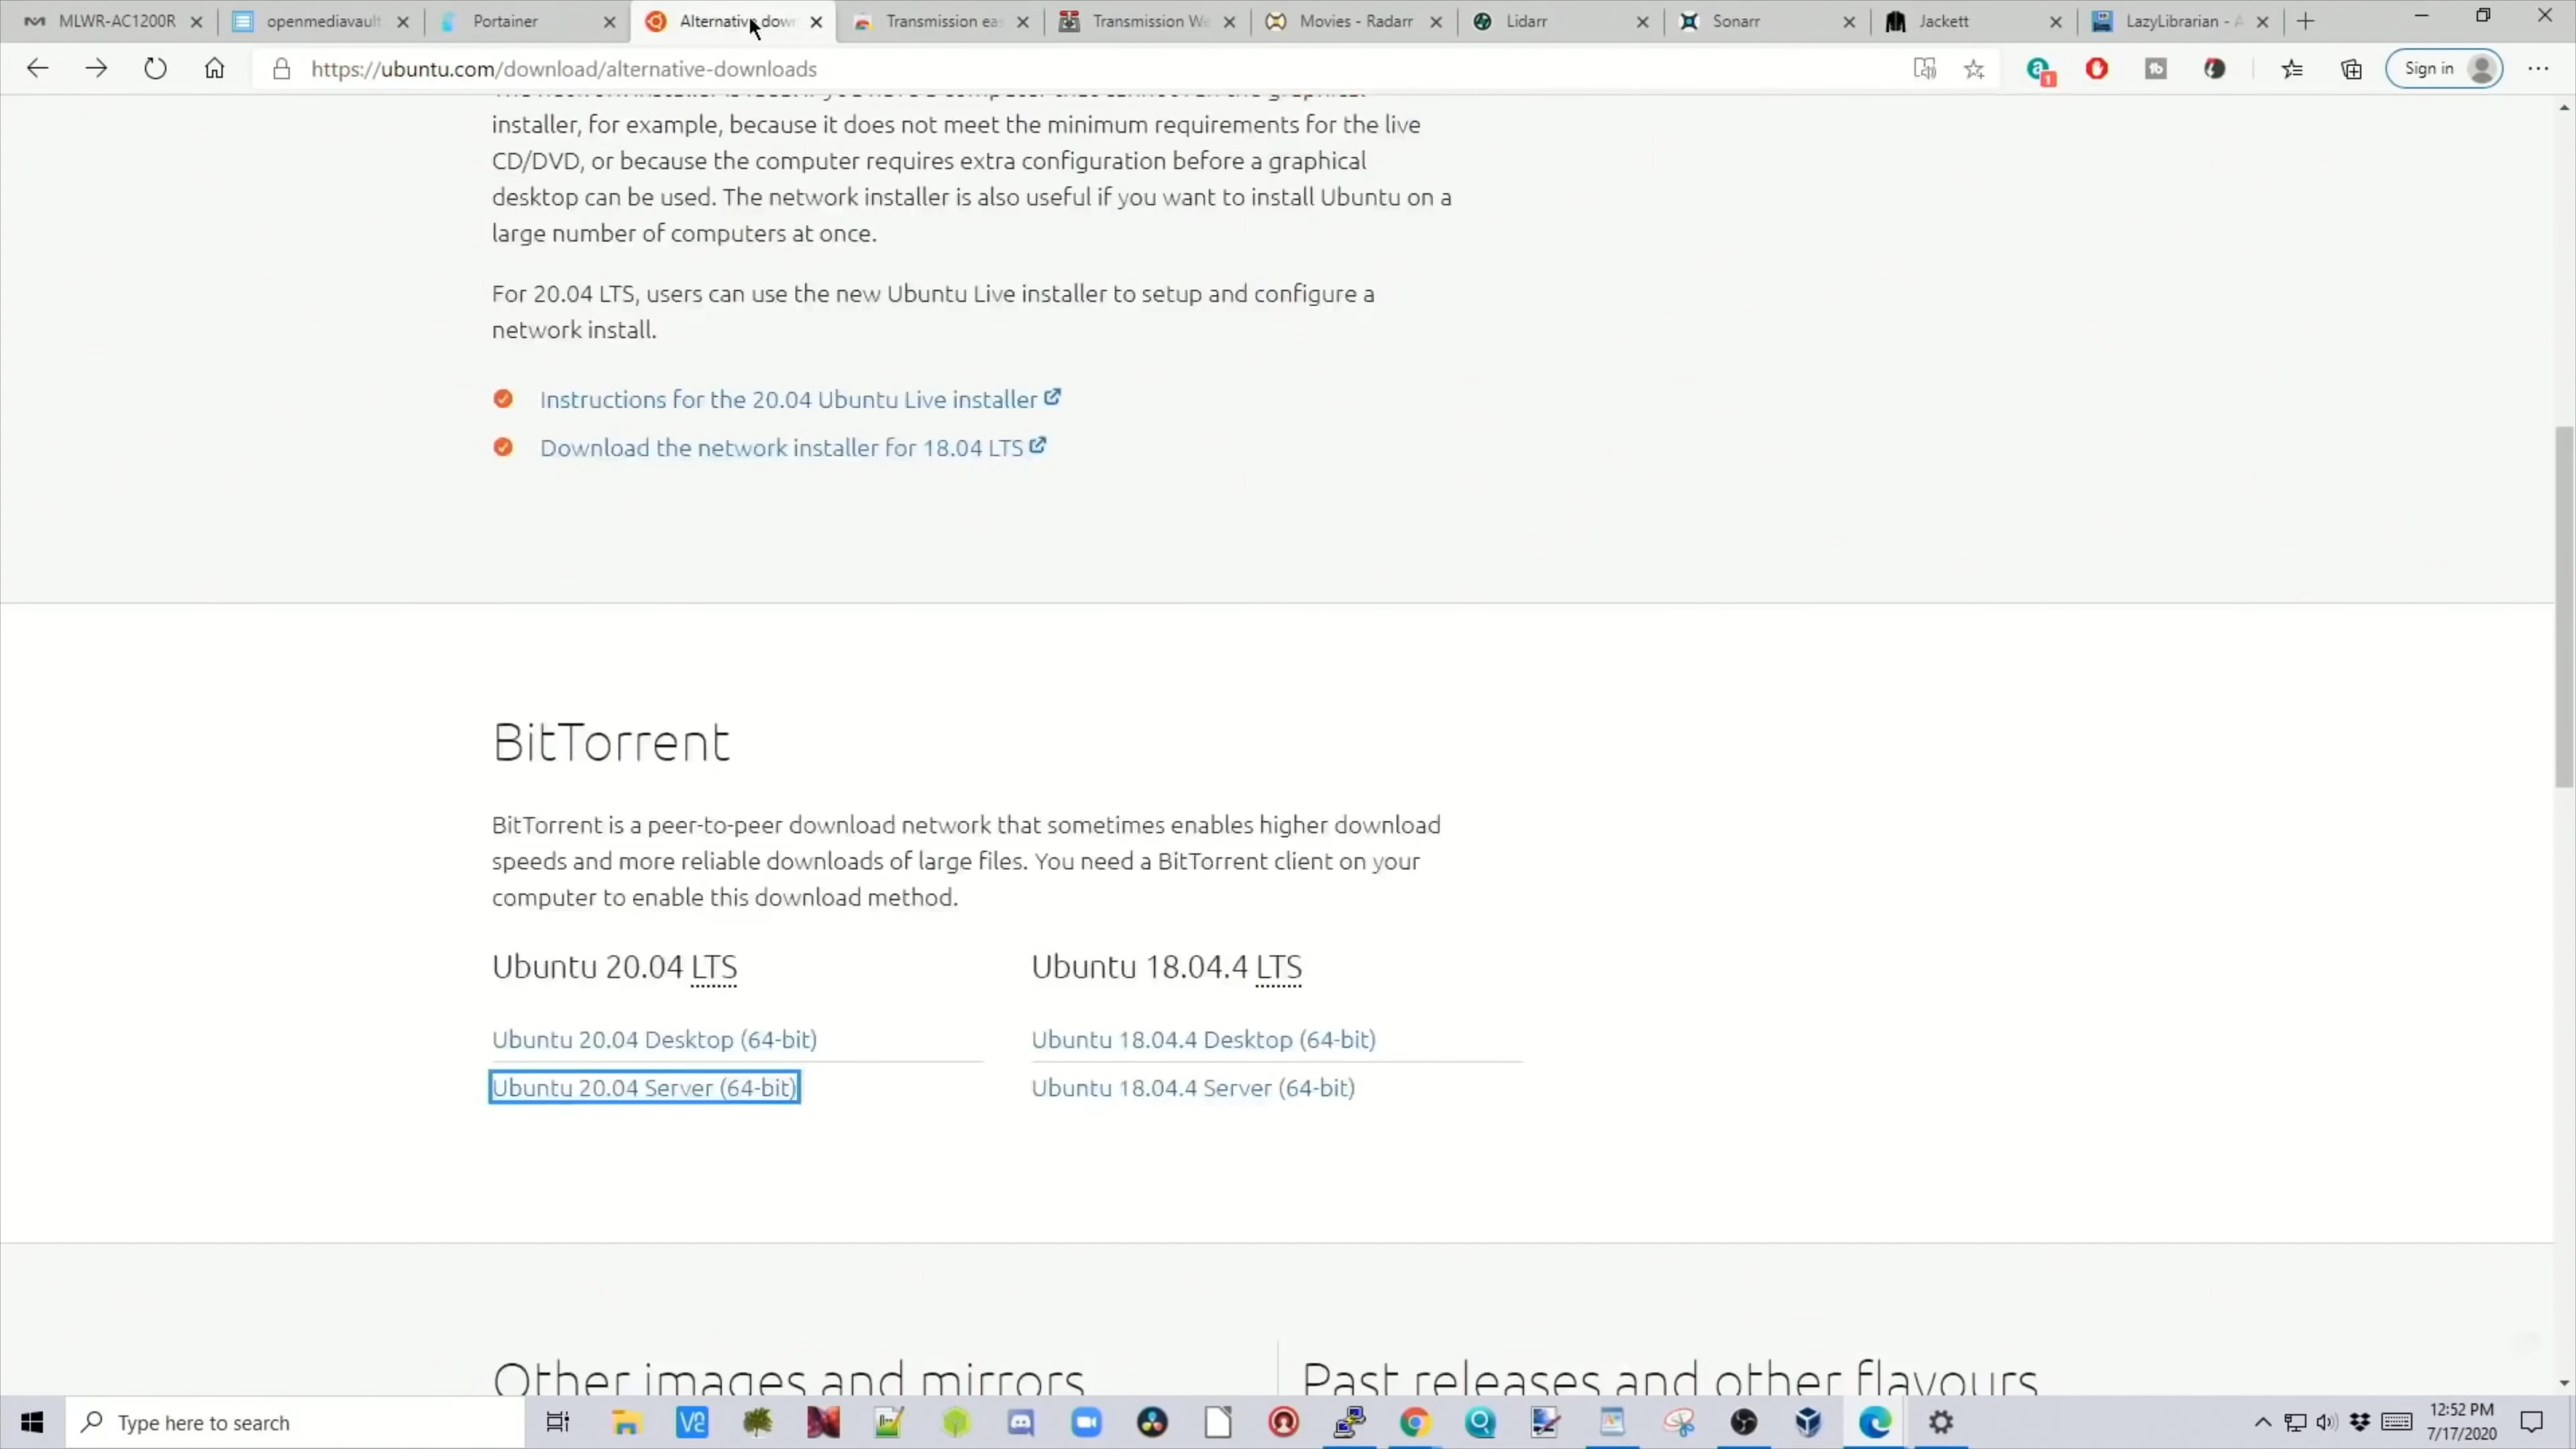 MLWR-AC1200R
openmediavault
Portainer
Alternative dow
Transmission ea
Transmission We
Movies - Radarr
Lidarr
Sonarr
Jackett
LazyLibrarian - A
https://ubuntu.com/download/alternative-downloads
1
Sign in
installer, for example, because it does not meet the minimum requirements for the live
CD/DVD, or because the computer requires extra configuration before a graphical
desktop can be used. The network installer is also useful if you want to install Ubuntu on a
large number of computers at once.
For 20.04 LTS, users can use the new Ubuntu Live installer to setup and configure a
network install.
Instructions for the 20.04 Ubuntu Live installer
Download the network installer for 18.04 LTS
BitTorrent
BitTorrent is a peer-to-peer download network that sometimes enables higher download
speeds and more reliable downloads of large files. You need a BitTorrent client on your
computer to enable this download method.
Ubuntu 20.04 LTS
Ubuntu 18.04.4 LTS
Ubuntu 20.04 Desktop (64-bit)
Ubuntu 18.04.4 Desktop (64-bit)
Ubuntu 20.04 Server (64-bit)
Ubuntu 18.04.4 Server (64-bit)
Other images and mirrors
Past releases and other flavours
Type here to search
12:52 PM
7/17/2020